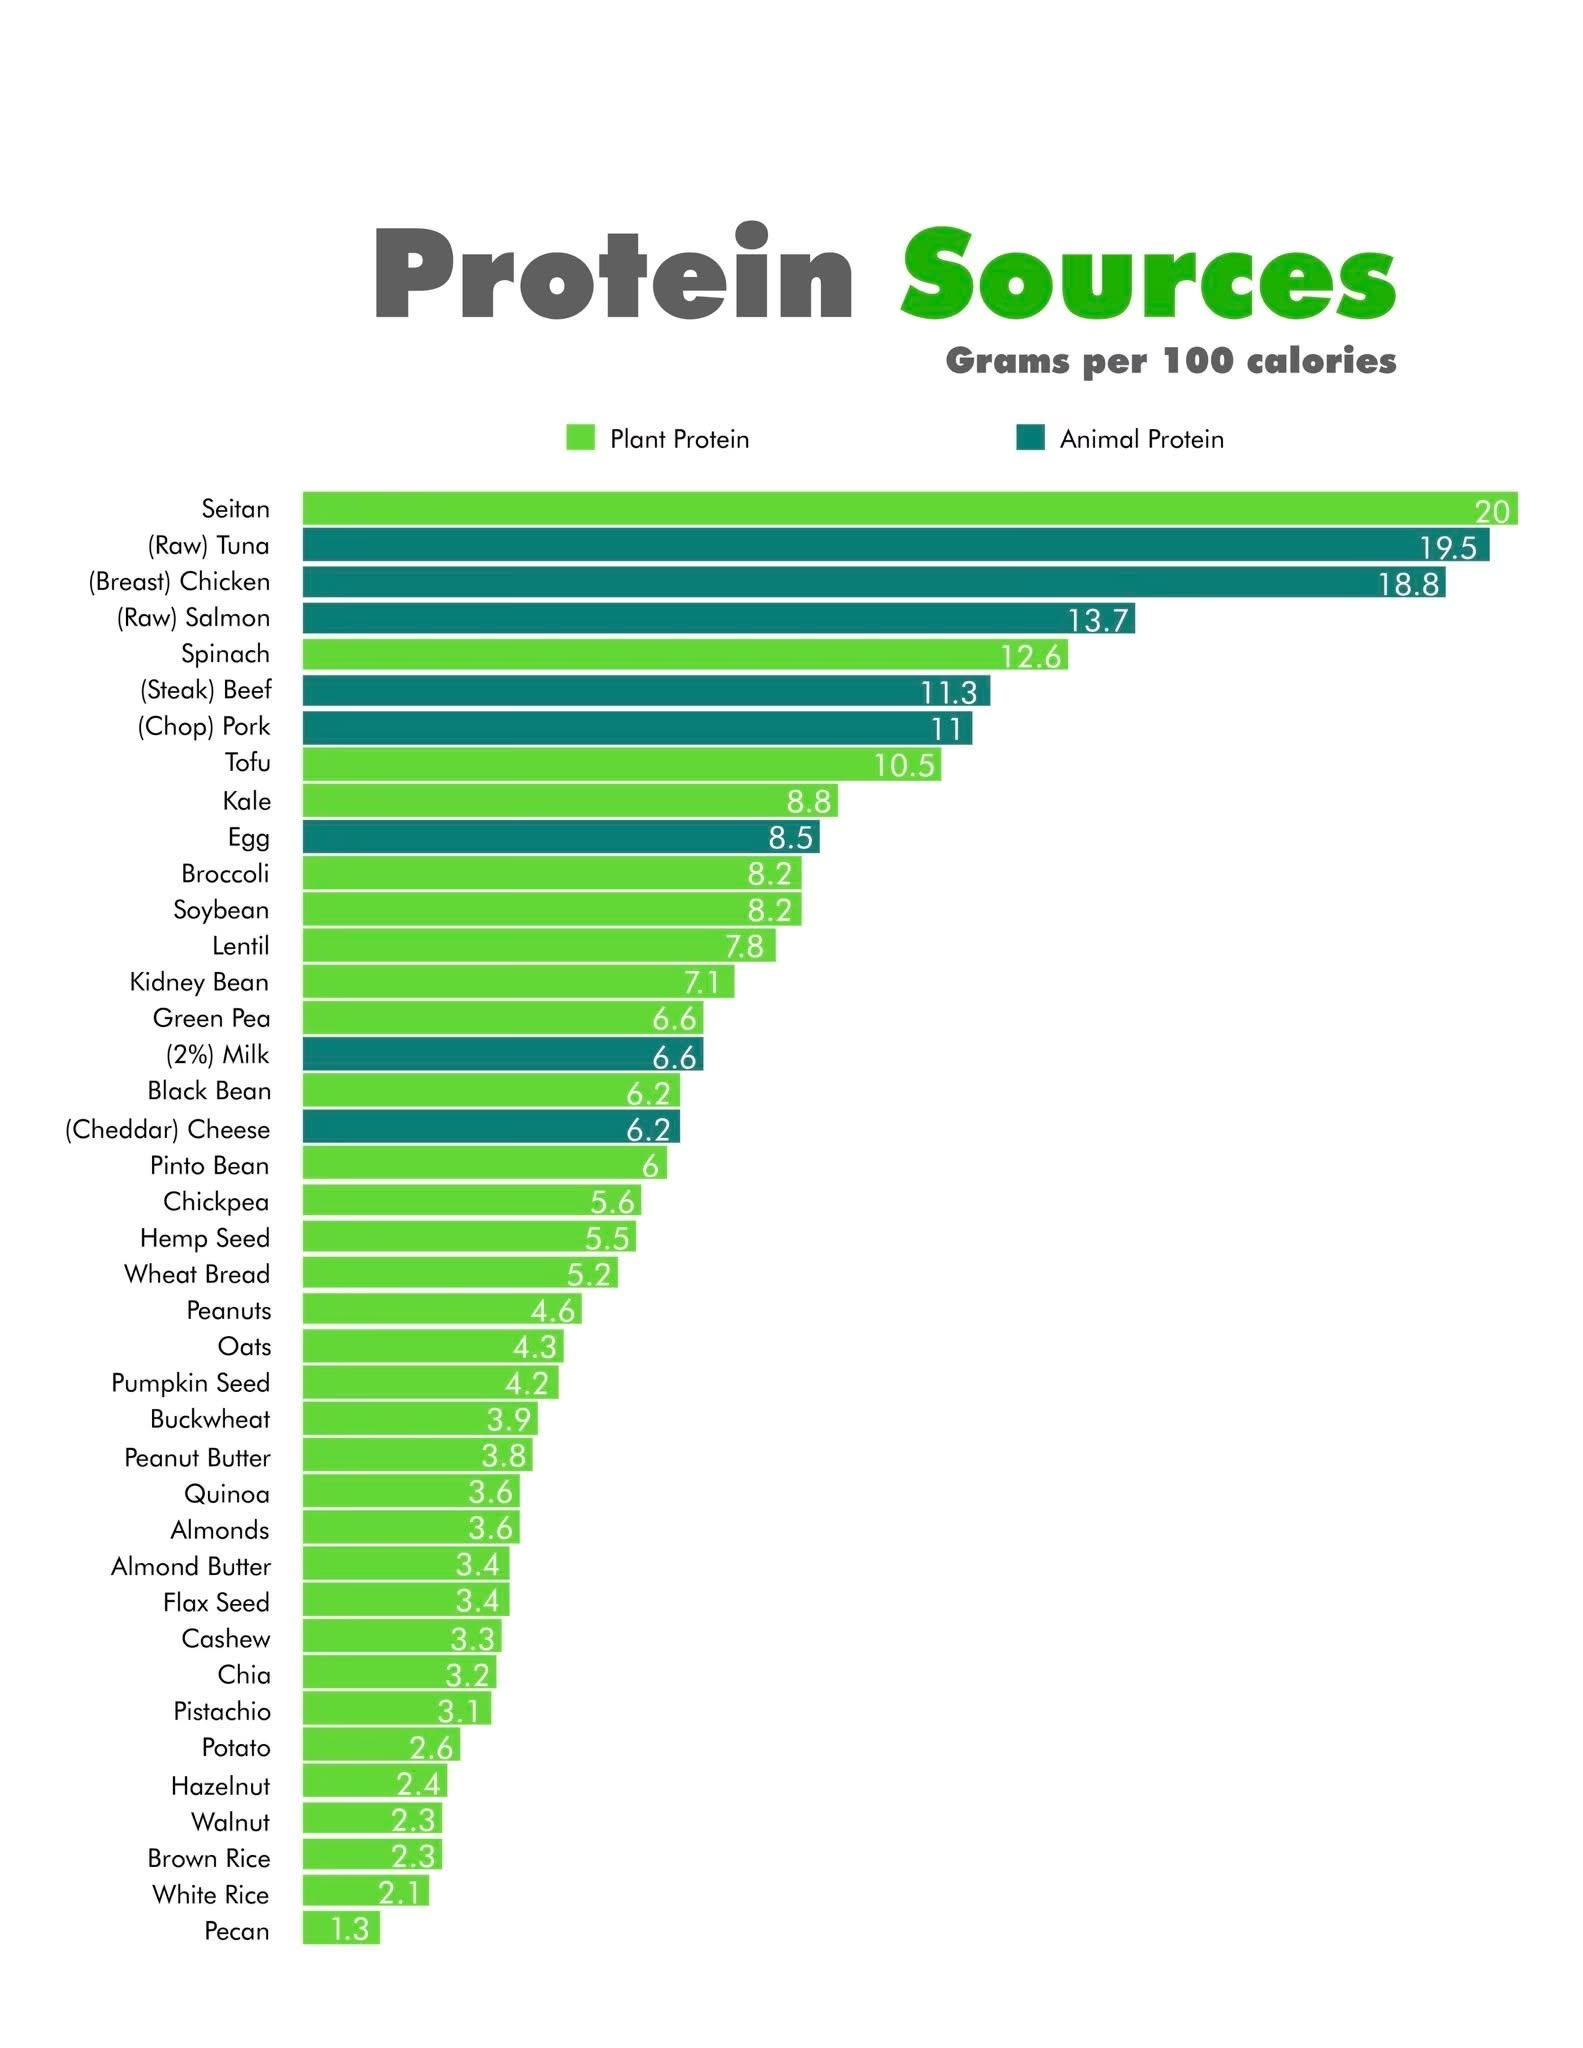 Protein Sources
Grams per 100 calories
Plant Protein Animal Protein
Seitan 20
(Raw) Tuna 19.5
(Breast) Chicken 18.8
(Raw) Salmon 13.7
Spinach 12.6
(Steak) Beef 11.3
(Chop) Pork 11
Tofu 10.5
Kale 8.8
Egg 8.5
Broccoli 8.2
Soybean 8.2
Lentil 7.8
Kidney Bean 7.1
Green Pea 6.6
(2%) Milk 6.6
Black Bean 6.2
(Cheddar) Cheese 6.2
Pinto Bean 6
Chickpea 5.6
Hemp Seed 5.5
Wheat Bread 5.2
Peanuts 4.6
Oats 4.3
Pumpkin Seed 4.2
Buckwheat 3.9
Peanut Butter 3.8
Quinoa 3.6
Almonds 3.6
Almond Butter 3.4
Flax Seed 3.4
Cashew 3.3
Chia 3.2
Pistachio 3.1
Potato 2.6
Hazelnut 2.4
Walnut 2.3
Brown Rice 2.3
White Rice 2.1
Pecan 1.3